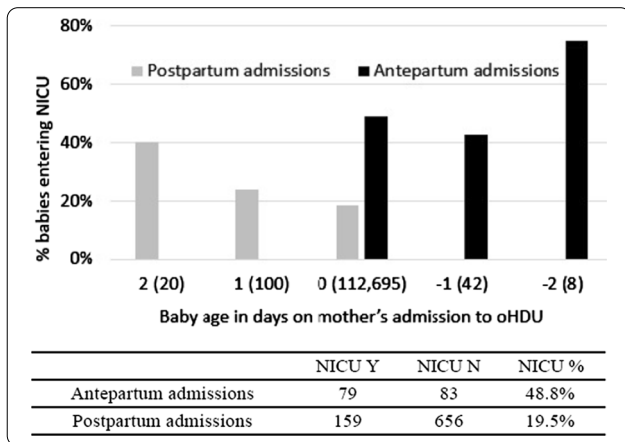 80%
Postpartum admissions Antepartum admissions
60%
40%
20%
0%
% babies entering NICU
2 (20) 1 (100) 0 (112,695) -1 (42) -2 (8)
Baby age in days on mother's admission to oHDU
NICU Y NICU N NICU %
Antepartum admissions 79 83 48.8%
Postpartum admissions 159 656 19.5%